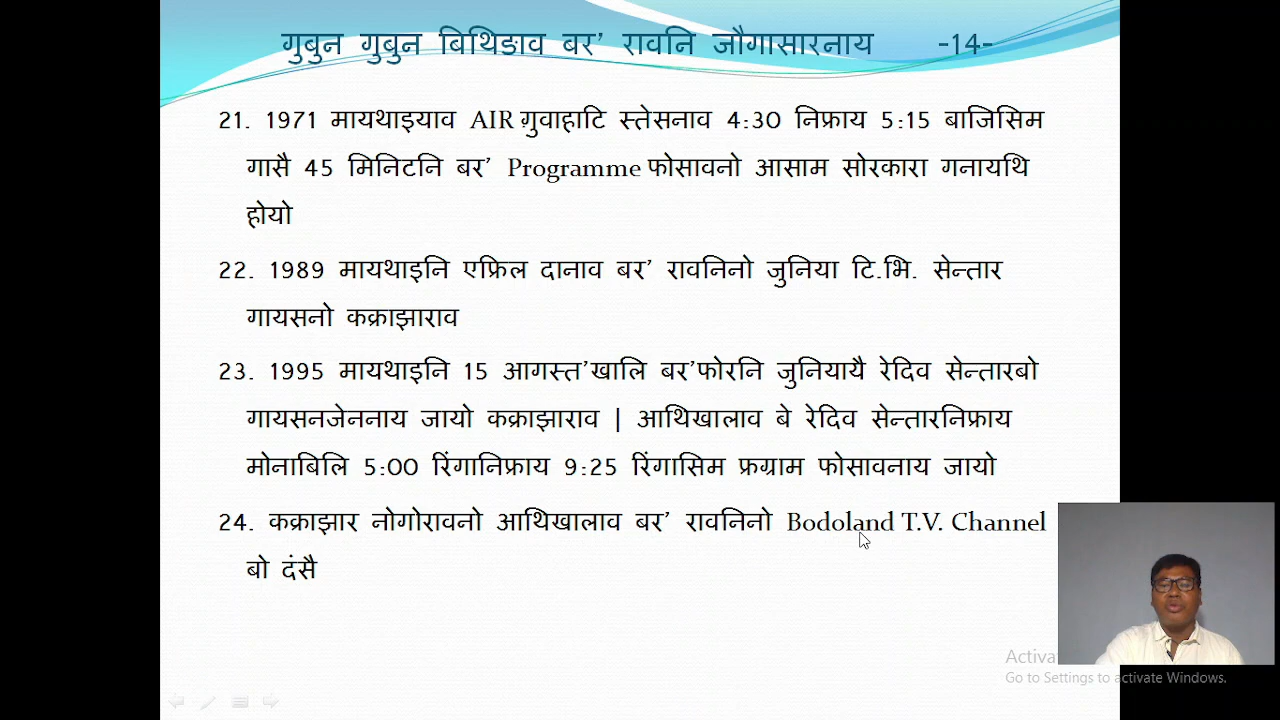 गुबुन गुबुन बिथिङाव बर’ रावनि जौगासारनाय -14-
21. 1971 मायथाइयाव AIR गुवाहाटि स्तेसनाव 4:30 निफ्राय 5:15 बाजिसिम
गासै 45 मिनिटनि बर’ Programme फोसावनो आसाम सोरकारा गनायथि
होयो
22. 1989 मायथाइनि एफ्रिल दानाव बर’ रावनिनो जुनिया टि.भि. सेन्तार
गायसनो कक्राझाराव
23. 1995 मायथाइनि 15 आगस्त’खालि बर’फोरनि जुनियायै रेदिव सेन्तारबो
गायसनजेननाय जायो कक्राझाराव | आथिखालाव बे रेदिव सेन्तारनिफ्राय
मोनाबिलि 5:00 रिंगानिफ्राय 9:25 रिंगासिम फ्रग्राम फोसावनाय जायो
24. कक्राझार नोगोरावनो आथिखालाव बर’ रावनिनो Bodoland T.V. Channel
बो दंसै
Activa
Go to Settings to activate Windows.